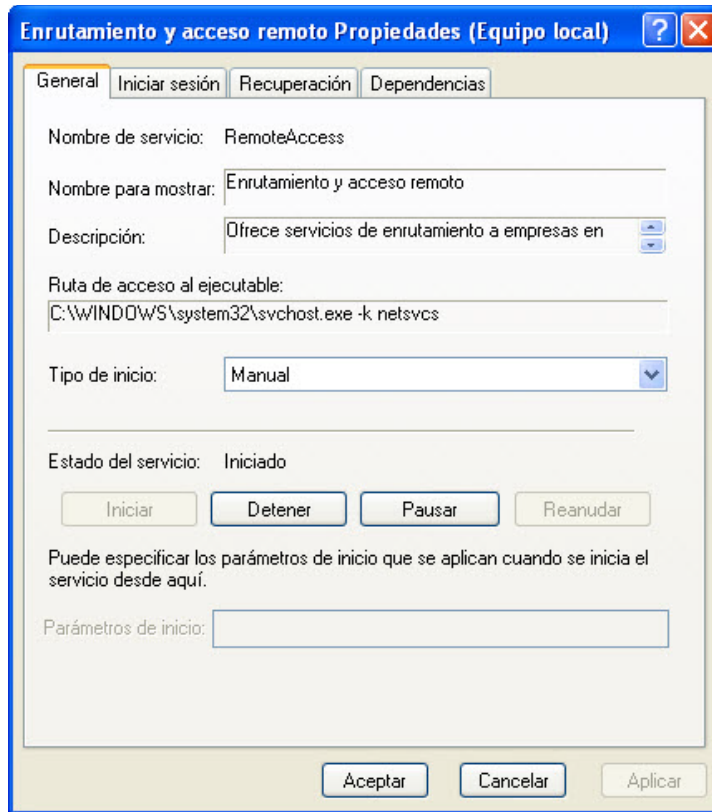 Enrutamiento y acceso remoto Propiedades (Equipo local)
General Iniciar sesión Recuperación Dependencias
Nombre de servicio: RemoteAccess
Nombre para mostrar: Enrutamiento y acceso remoto
Descripción: Ofrece servicios de enrutamiento a empresas en
Ruta de acceso al ejecutable:
C:\WINDOWS\system32\svchost.exe -k netsvcs
Tipo de inicio: Manual
Estado del servicio: Iniciado
Iniciar Detener Pausar Reanudar
Puede especificar los parámetros de inicio que se aplican cuando se inicia el
servicio desde aquí.
Parámetros de inicio:
Aceptar Cancelar Aplicar